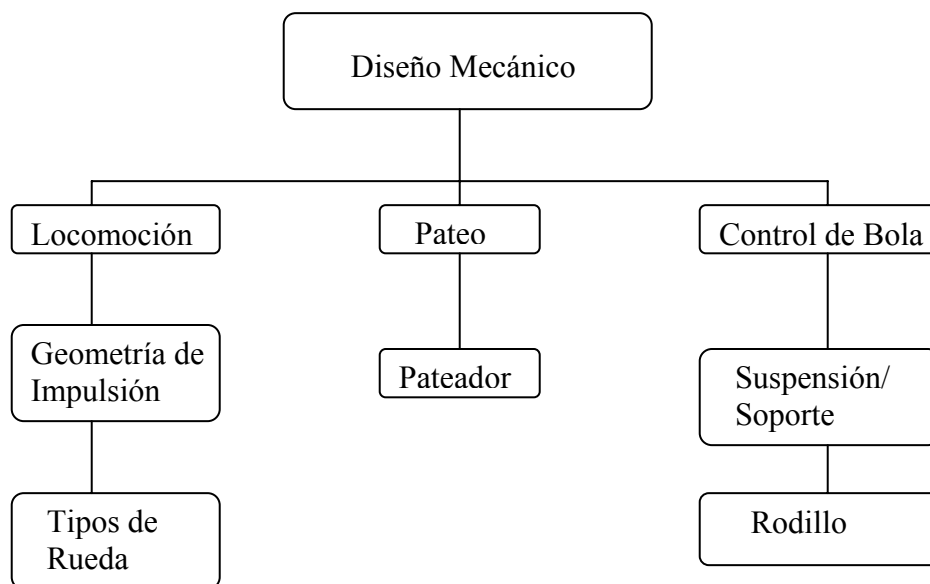 Diseño Mecánico
Locomoción
Pateo
Control de Bola
Geometría de
Impulsión
Pateador
Suspensión/
Soporte
Tipos de
Rueda
Rodillo